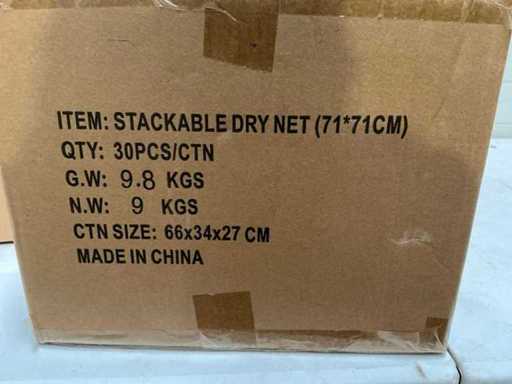 ITEM: STACKABLE DRY NET (71*71CM)
QTY: 30PCS/CTN
G.W: 9.8 KGS
N.W: 9 KGS
CTN SIZE: 66x34x27 CM
MADE IN CHINA